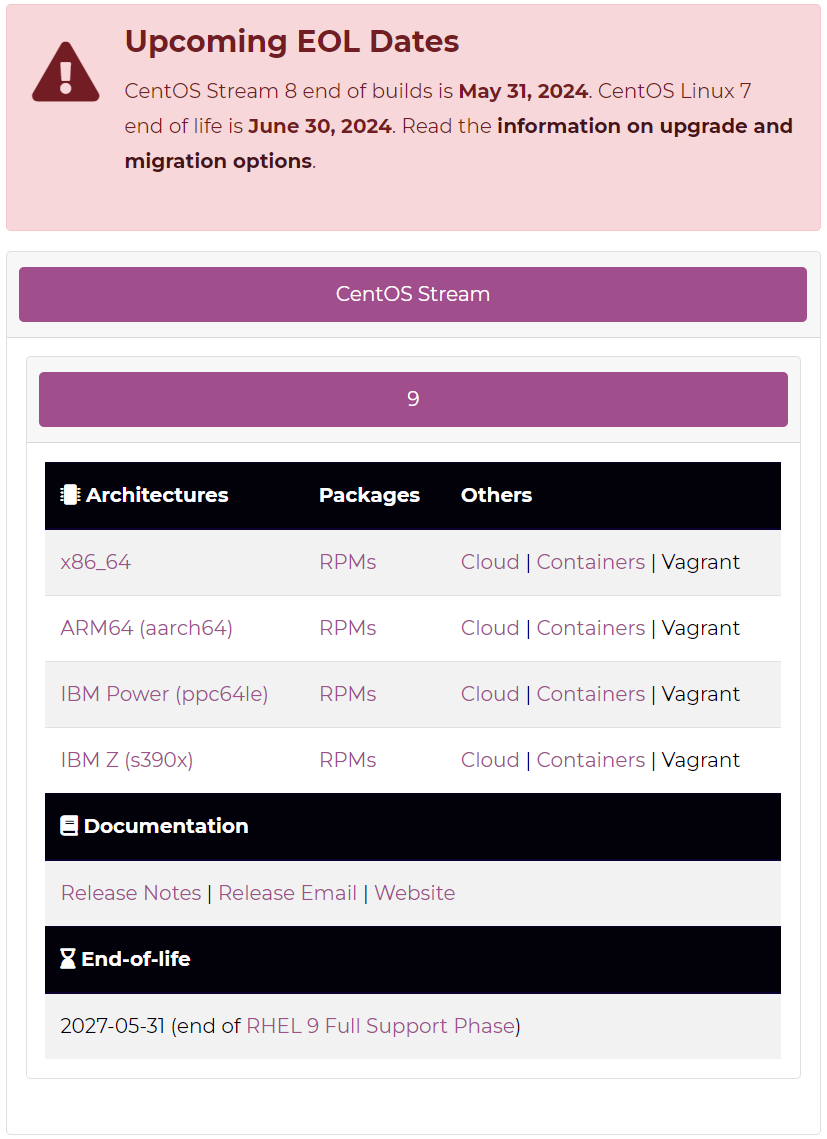 Upcoming EOL Dates
CentOS Stream 8 end of builds is May 31, 2024. CentOS Linux 7
end of life is June 30, 2024. Read the information on upgrade and
migration options.
CentOS Stream
9
Architectures Packages Others
x86_64 RPMs Cloud | Containers | Vagrant
ARM64 (aarch64) RPMs Cloud | Containers | Vagrant
IBM Power (ppc64le) RPMs Cloud | Containers | Vagrant
IBM Z (s390x) RPMs Cloud | Containers | Vagrant
Documentation
Release Notes | Release Email | Website
End-of-life
2027-05-31 (end of RHEL 9 Full Support Phase)